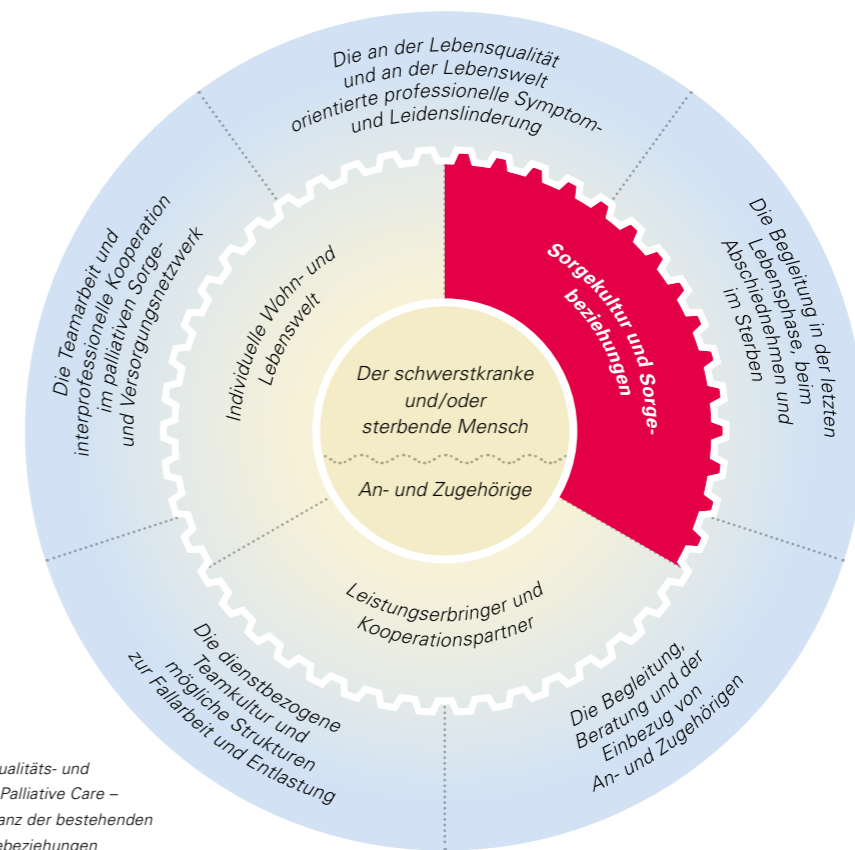 Die an der Lebensqualität
und an der Lebenswelt
orientierte professionelle Symptom-
und Leidenslinderung
Die Begleitung in der letzten
Lebensphase, beim
Abschiednehmen und
im Sterben
Die Begleitung,
Beratung und der
Einbezug von
An- und Zugehörigen
Die dienstbezogene
Teamkultur und
mögliche Strukturen
zur Fallarbeit und Entlastung
Die Teamarbeit und
interprofessionelle Kooperation
im palliativen Sorge-
und Versorgungsnetzwerk
Individuelle Wohn- und
Lebenswelt
Sorgekultur und Sorge-
beziehungen
Leistungserbringer und
Kooperationspartner
Der schwerstkranke
und/oder
sterbende Mensch
An- und Zugehörige
und
Palliative Care –
der bestehenden